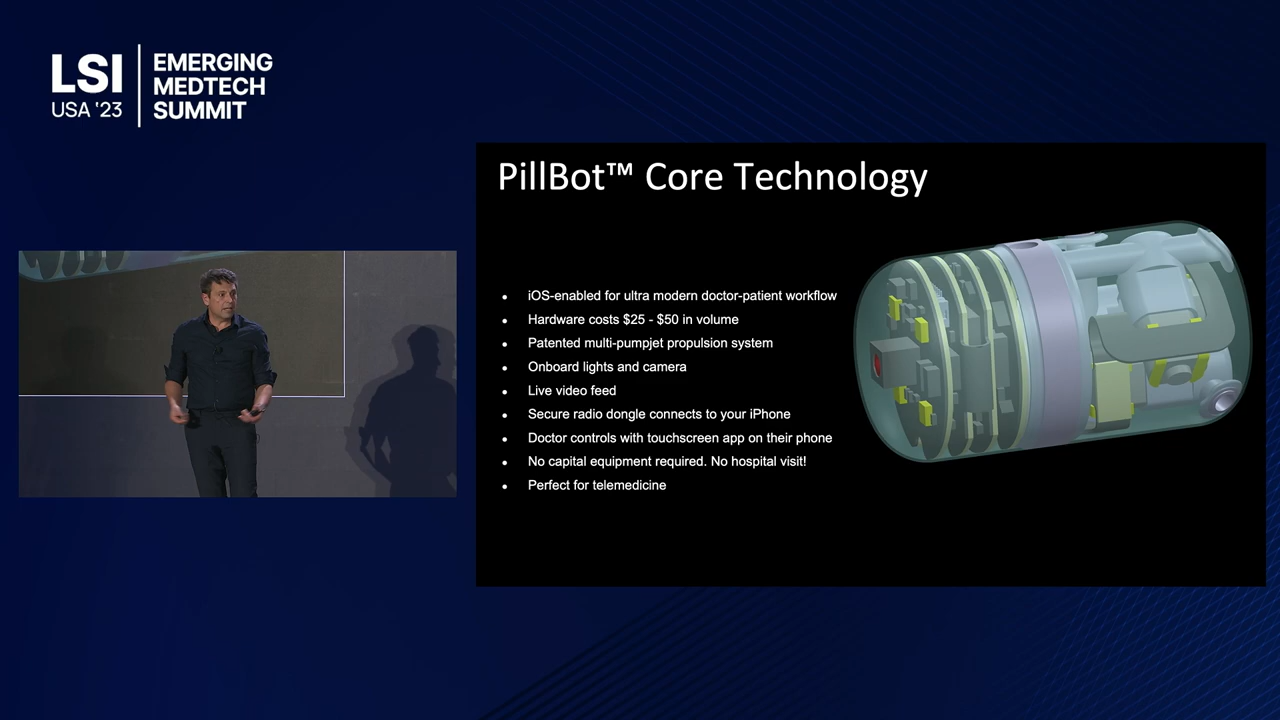 LSI
USA '23
EMERGING
MEDTECH
SUMMIT
PillBot™ Core Technology
iOS-enabled for ultra modern doctor-patient workflow
Hardware costs $25 - $50 in volume
Patented multi-pumpjet propulsion system
Onboard lights and camera
Live video feed
Secure radio dongle connects to your iPhone
Doctor controls with touchscreen app on their phone
No capital equipment required. No hospital visit!
Perfect for telemedicine